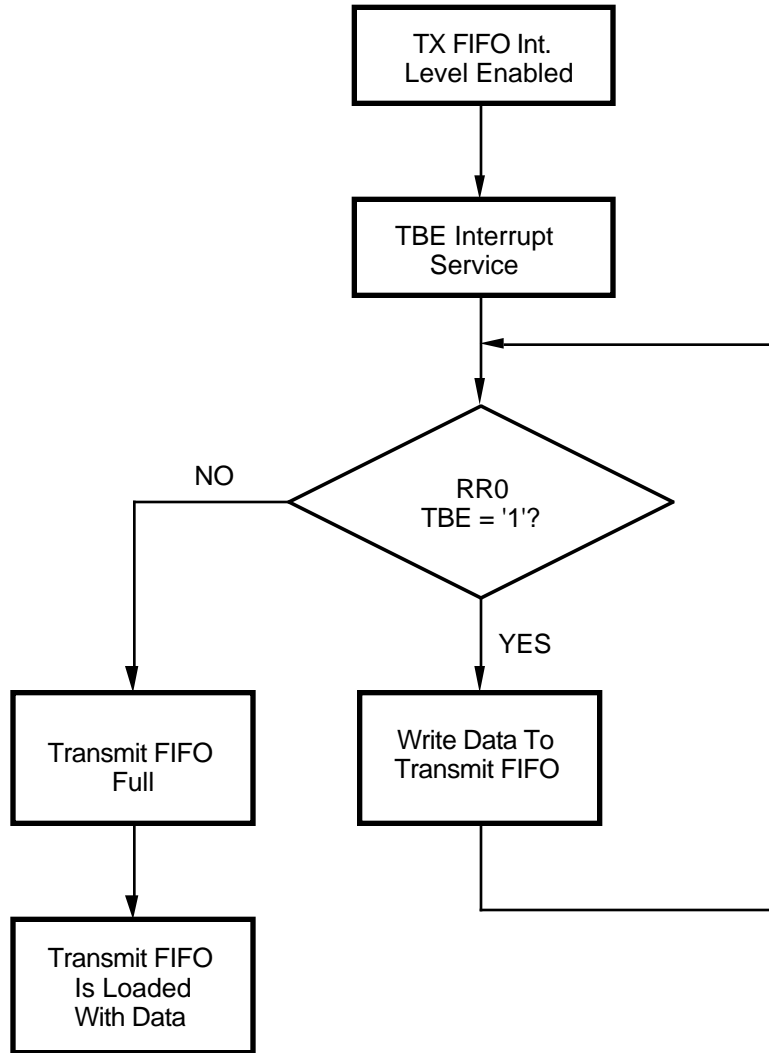 TX FIFO Int.
Level Enabled
TBE Interrupt
Service
NO
RR0
TBE = '1'?
YES
Transmit FIFO
Full
Write Data To
Transmit FIFO
Transmit FIFO
Is Loaded
With Data